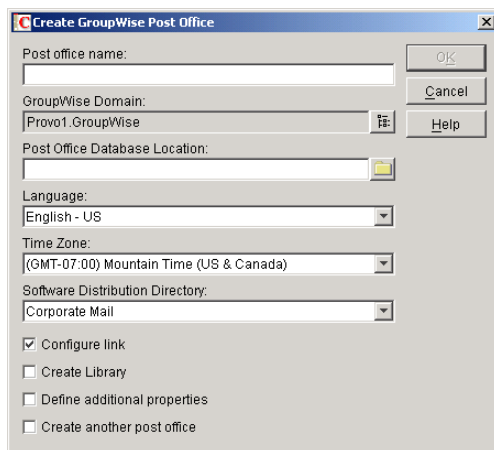 Create GroupWise Post Office
Post office name:
OK
GroupWise Domain:
Cancel
Provo1.GroupWise
Help
Post Office Database Location:
Language:
English - US
Time Zone:
(GMT-07:00) Mountain Time (US & Canada)
Software Distribution Directory:
Corporate Mail
Configure link
Create Library
Define additional properties
Create another post office